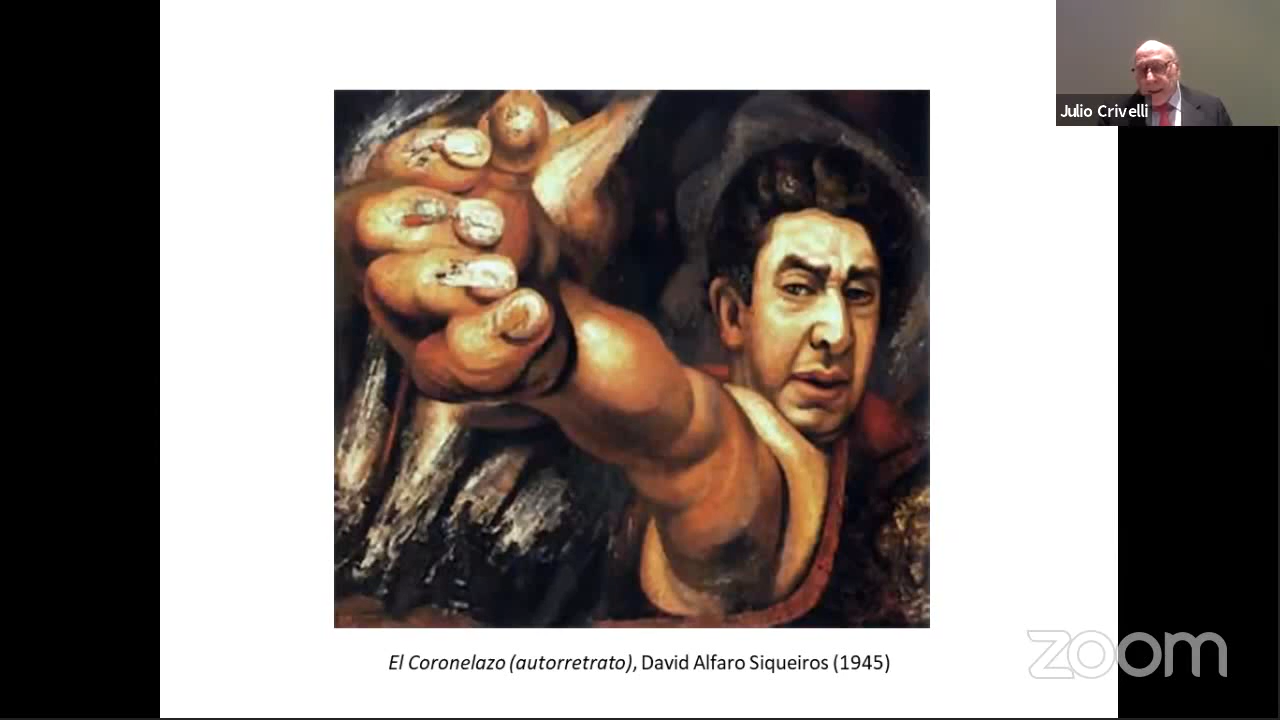 Julio Crivelli
El Coronelazo (autorretrato), David Alfaro Siqueiros (1945)
zoom